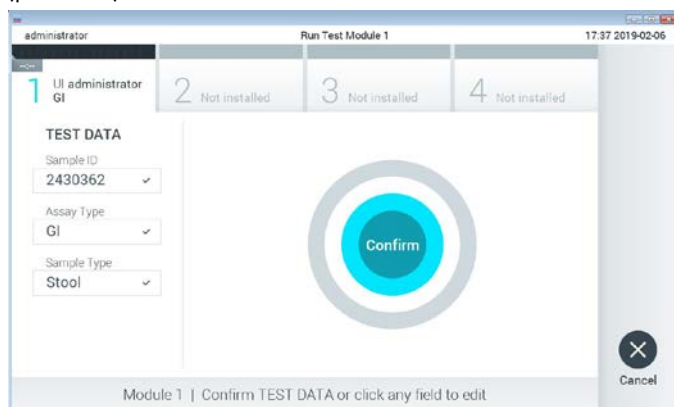 administrator Run Test Module 1 17:37 2019-02-06
1 UI administrator GI
2 Not installed
3 Not installed
4 Not installed
TEST DATA
Sample ID
2430362
Assay Type
GI
Sample Type
Stool
Confirm
Cancel
Module 1 | Confirm TEST DATA or click any field to edit